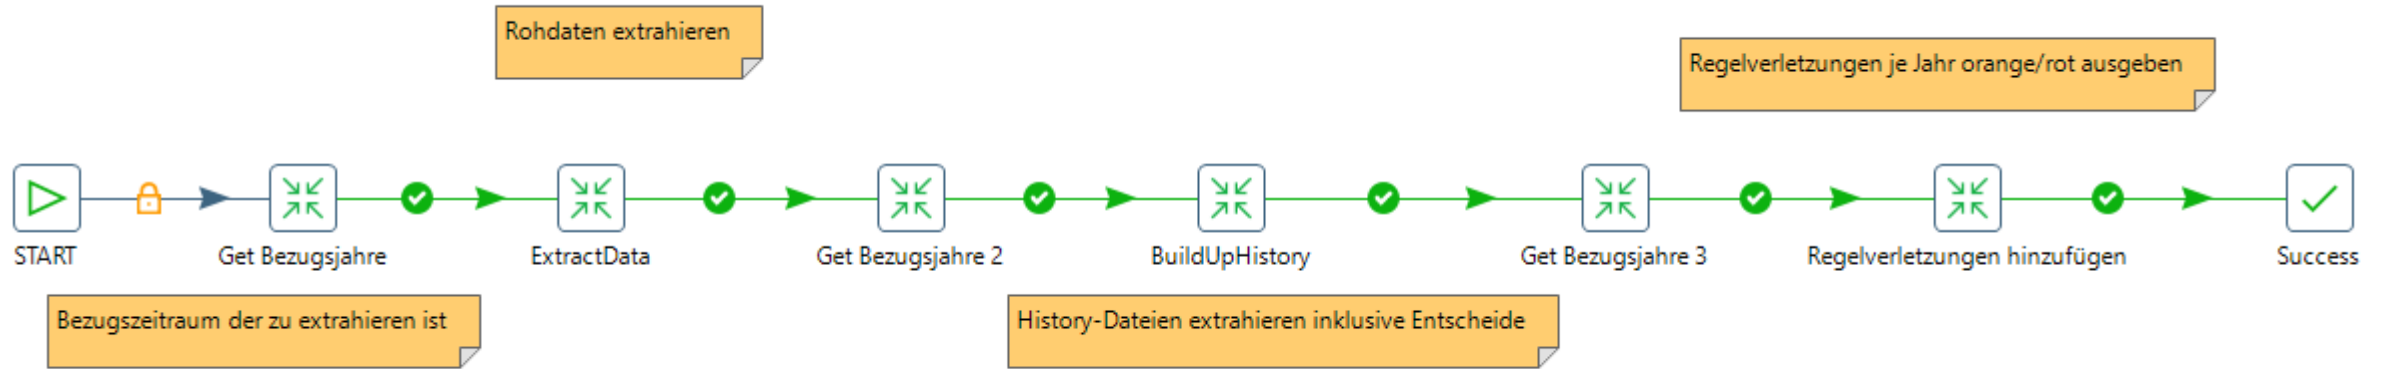 Rohdaten extrahieren
Regelverletzungen je Jahr orange/rot ausgeben
START
Get Bezugsjahre
ExtractData
Get Bezugsjahre 2
BuildUpHistory
Get Bezugsjahre 3
Regelverletzungen hinzufügen
Success
Bezugszeitraum der zu extrahieren ist
History-Dateien extrahieren inklusive Entscheide